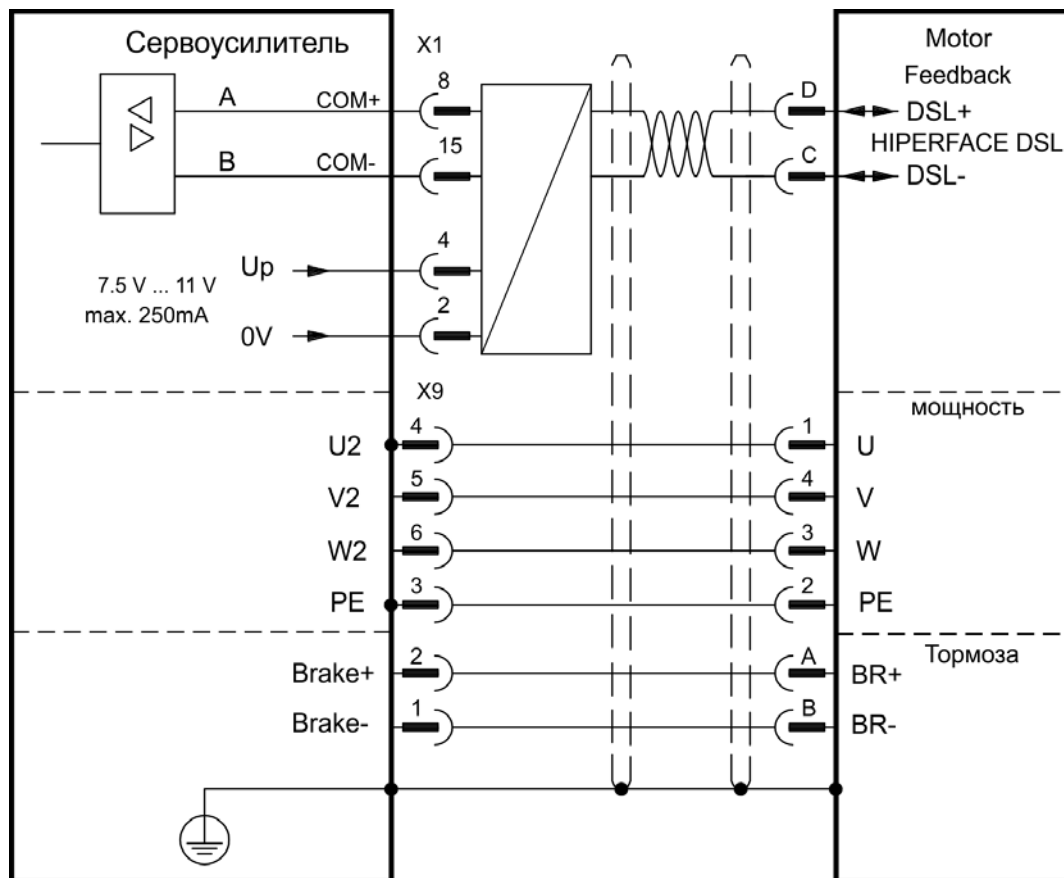 Сервоусилитель
X1
Motor
Feedback
A
COM+
8
D
DSL+
HIPERFACE DSL
B
COM-
15
C
DSL-
Up
4
7.5 V ... 11 V
max. 250mA
0V
2
X9
мощность
U2
4
1
U
V2
5
4
V
W2
6
3
W
PE
3
2
PE
Тормоза
Brake+
2
A
BR+
Brake-
1
B
BR-